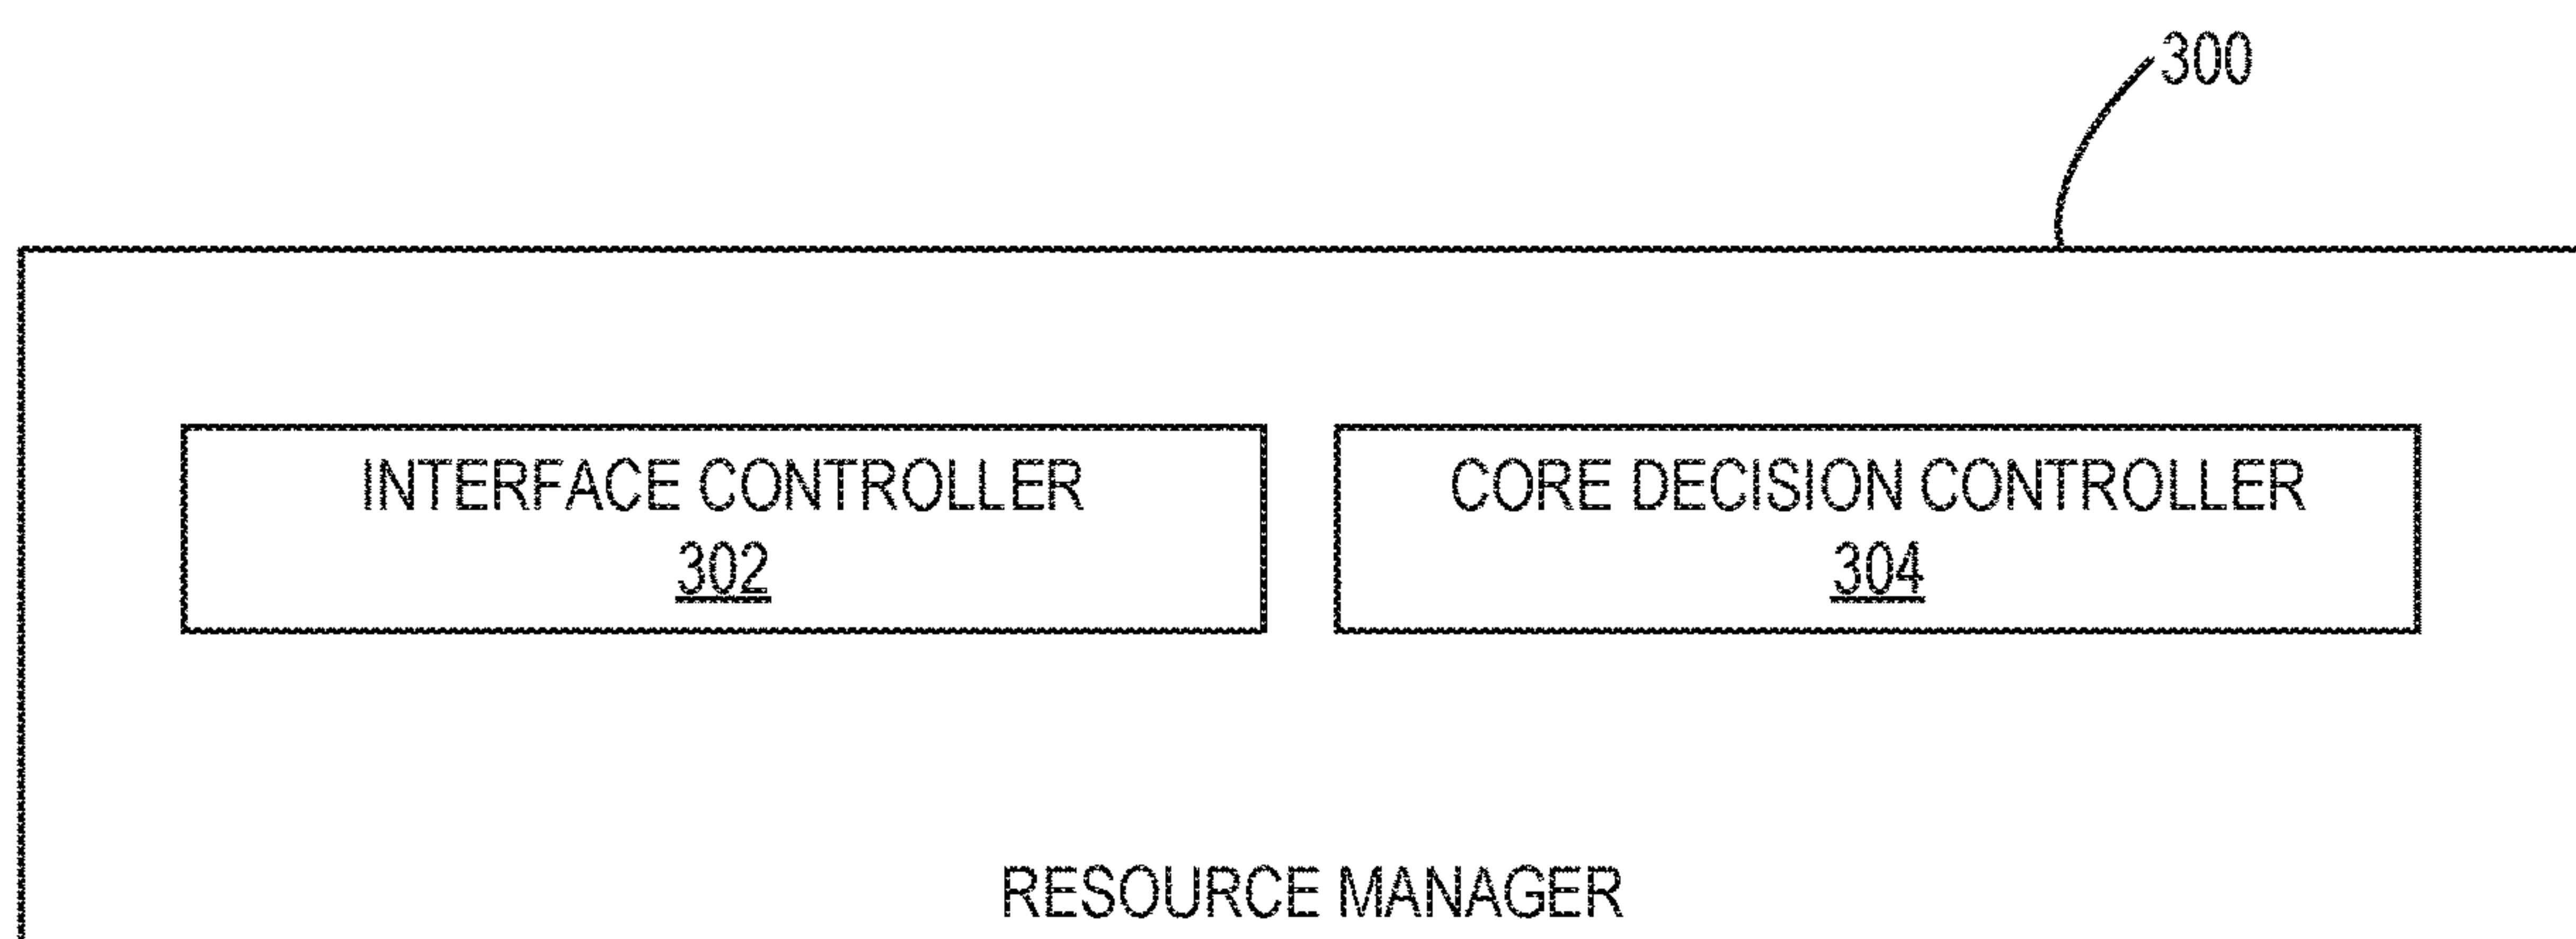 300
INTERFACE CONTROLLER
302
CORE DECISION CONTROLLER
304
RESOURCE MANAGER